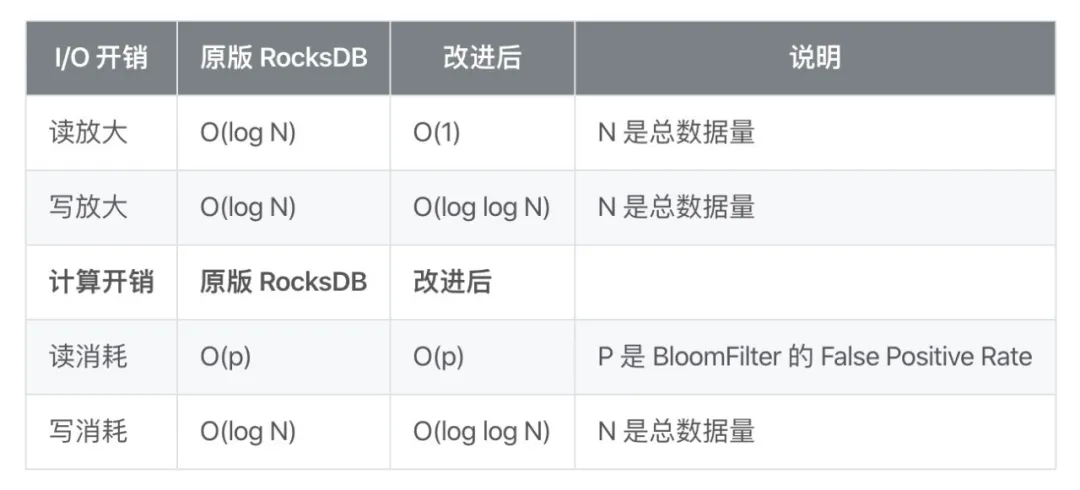 I/O 开销 原版 RocksDB 改进后 说明
读放大 O(log N) O(1) N 是总数据量
写放大 O(log N) O(log log N) N 是总数据量
计算开销 原版 RocksDB 改进后
读消耗 O(p) O(p) P 是 BloomFilter 的 False Positive Rate
写消耗 O(log N) O(log log N) N 是总数据量